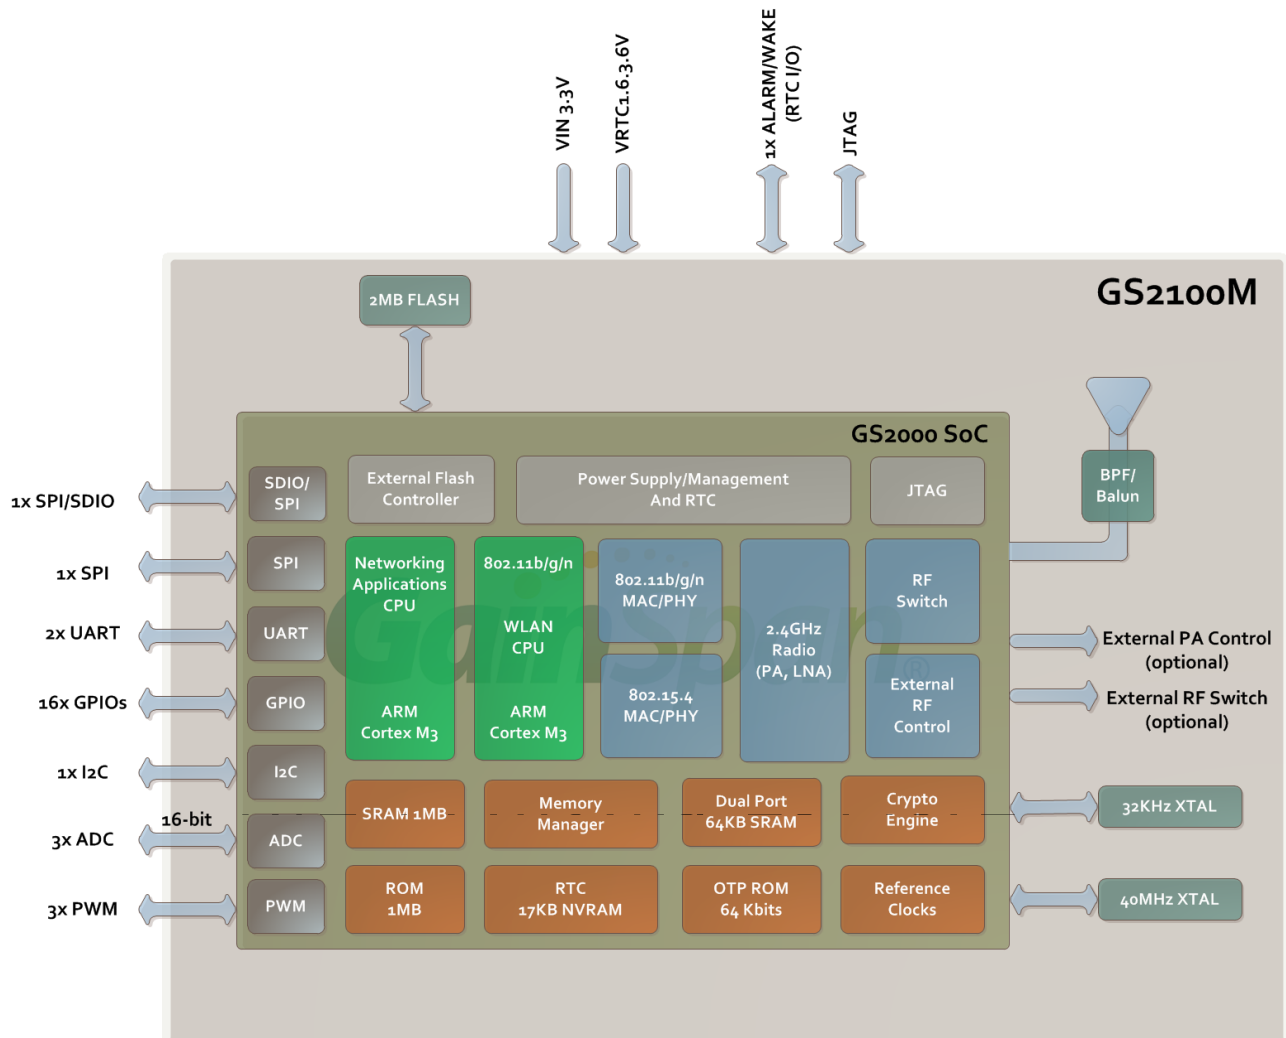 VIN 3.3V
VRTC1.6.3.6V
1x ALARM/WAKE
(RTC I/O)
JTAG
GS2100M
2MB FLASH
GS2000 SoC
BPF/
Balun
1x SPI/SDIO
SDIO/
SPI
External Flash
Controller
Power Supply/Management
And RTC
JTAG
1x SPI
SPI
Networking
Applications
CPU
ARM
Cortex M3
802.11b/g/n
WLAN
CPU
ARM
Cortex M3
802.11b/g/n
MAC/PHY
802.15.4
MAC/PHY
2.4GHz
Radio
(PA, LNA)
RF
Switch
External
RF
Control
GainSpan®
External PA Control
(optional)
External RF Switch
(optional)
2x UART
UART
16x GPIOs
GPIO
1x I2C
I2C
16-bit
3x ADC
ADC
3x PWM
PWM
SRAM 1MB
Memory
Manager
Dual Port
64KB SRAM
Crypto
Engine
32KHz XTAL
ROM
1MB
RTC
17KB NVRAM
OTP ROM
64 Kbits
Reference
Clocks
40MHz XTAL